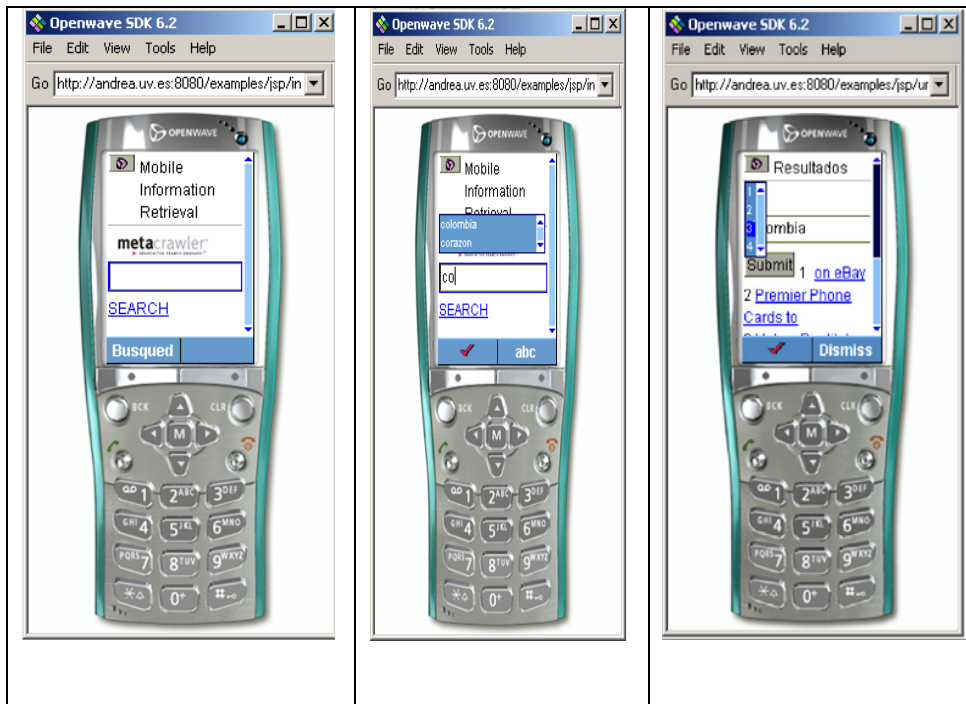 Openwave SDK 6.2
File Edit View Tools Help
Go http://andrea.uv.es:8080/examples/jsp/in
OPENWAVE
Mobile
Information
Retrieval
metacrawler
SEARCH
Busqued
BCK CLR
M
1 2ABC 3DEF
GHI4 5JKL 6MNO
PQRS7 8TUV 9WXYZ
0+ #
Openwave SDK 6.2
File Edit View Tools Help
Go http://andrea.uv.es:8080/examples/jsp/in
OPENWAVE
Mobile
Information
Retrieval
colombia
corazon
co
SEARCH
abc
BCK CLR
M
1 2ABC 3DEF
GHI4 5JKL 6MNO
PQRS7 8TUV 9WXYZ
0+ #
Openwave SDK 6.2
File Edit View Tools Help
Go http://andrea.uv.es:8080/examples/jsp/ur
OPENWAVE
Resultados
1
2
3 ombia
4
Submit 1 on eBay
2 Premier Phone
Cards to
Dismiss
BCK CLR
M
1 2ABC 3DEF
GHI4 5JKL 6MNO
PQRS7 8TUV 9WXYZ
0+ #